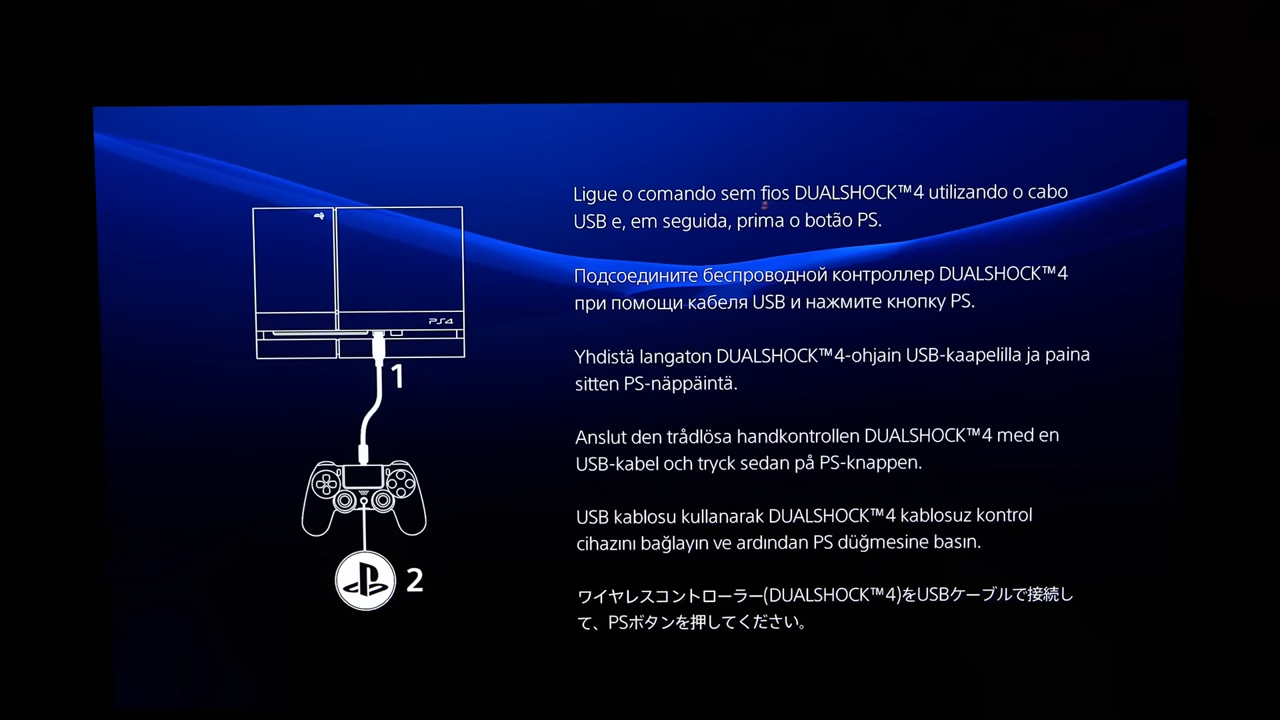 PS4
1
2
Ligue o comando sem fios DUALSHOCK™4 utilizando o cabo
USB e, em seguida, prima o botão PS.
Подсоедините беспроводной контроллер DUALSHOCK™4
при помощи кабеля USB и нажмите кнопку PS.
Yhdistä langaton DUALSHOCK™4-ohjain USB-kaapelilla ja paina
sitten PS-näppäintä.
Anslut den trådlösa handkontrollen DUALSHOCK™4 med en
USB-kabel och tryck sedan på PS-knappen.
USB kablosu kullanarak DUALSHOCK™4 kablosuz kontrol
cihazını bağlayın ve ardından PS düğmesine basın.
ワイヤレスコントローラー(DUALSHOCK™4)をUSBケーブルで接続し
て、PSボタンを押してください。